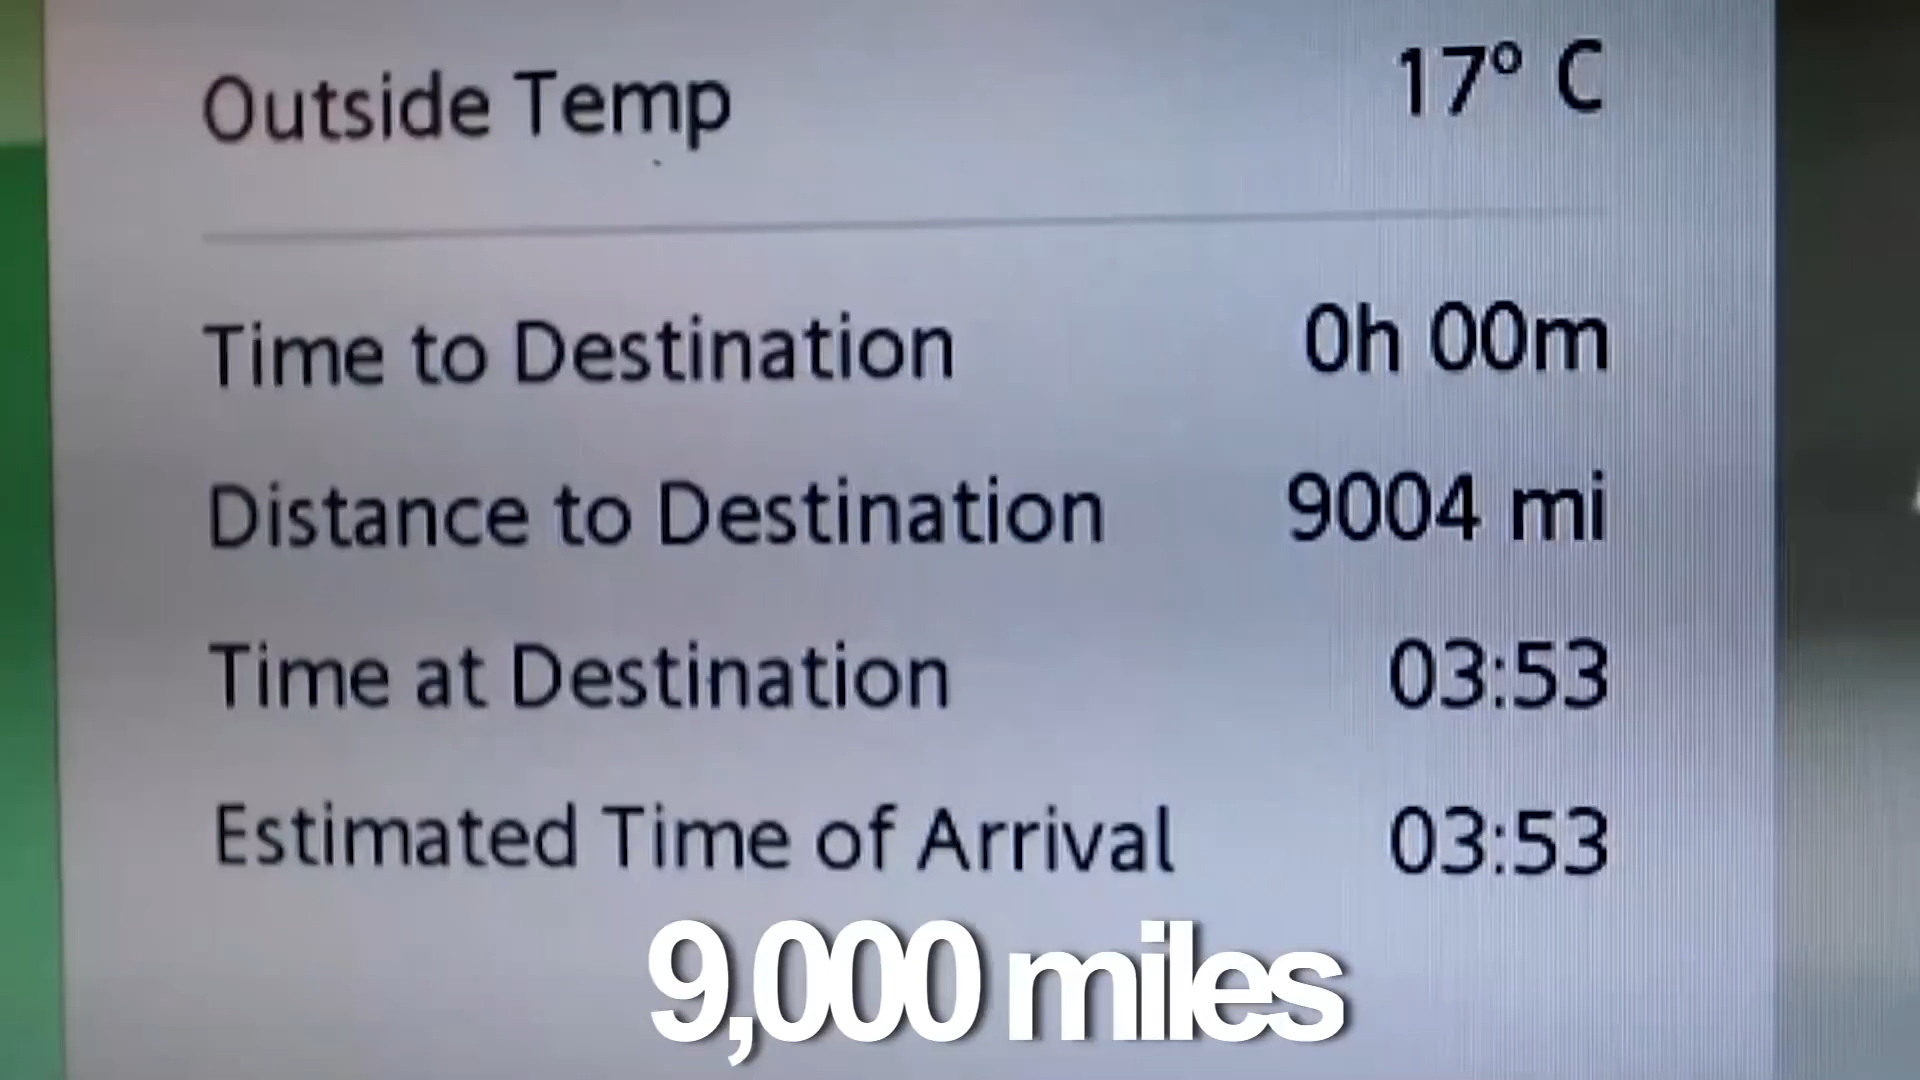 Outside Temp 17° C
Time to Destination 0h 00m
Distance to Destination 9004 mi
Time at Destination 03:53
Estimated Time of Arrival 03:53
9,000 miles